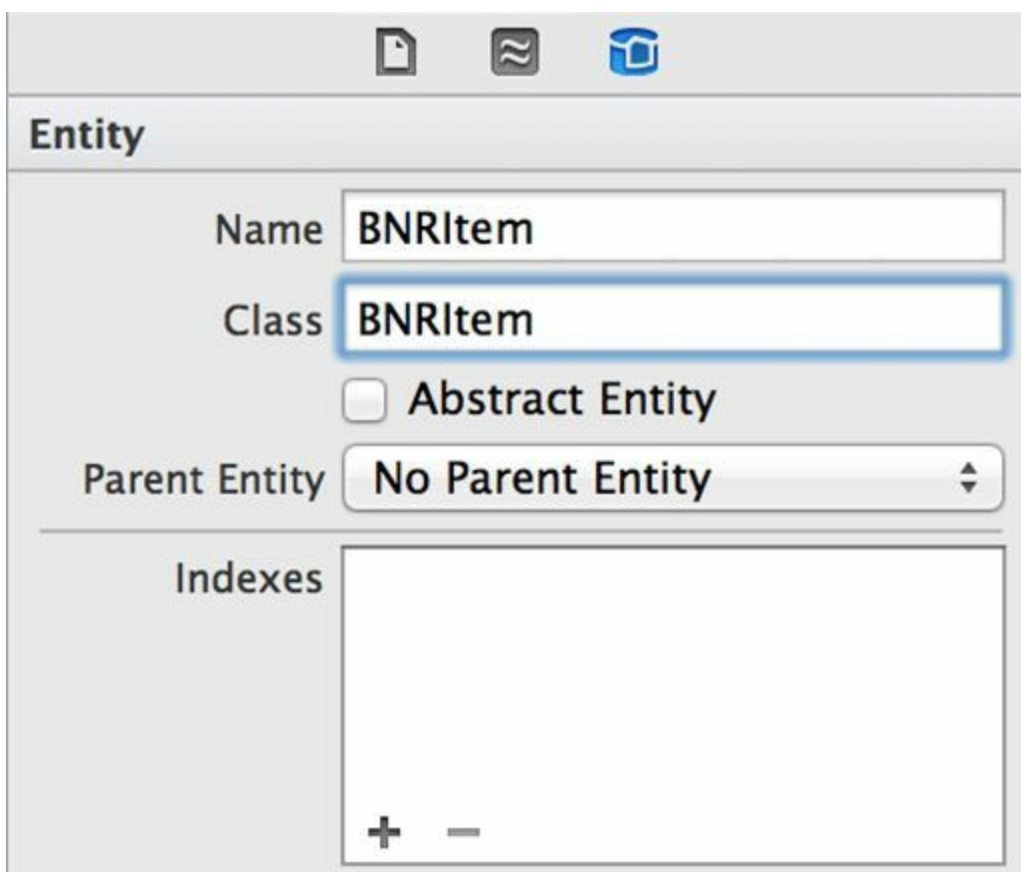 Entity
Name BNRItem
Class BNRItem
Abstract Entity
Parent Entity No Parent Entity
Indexes